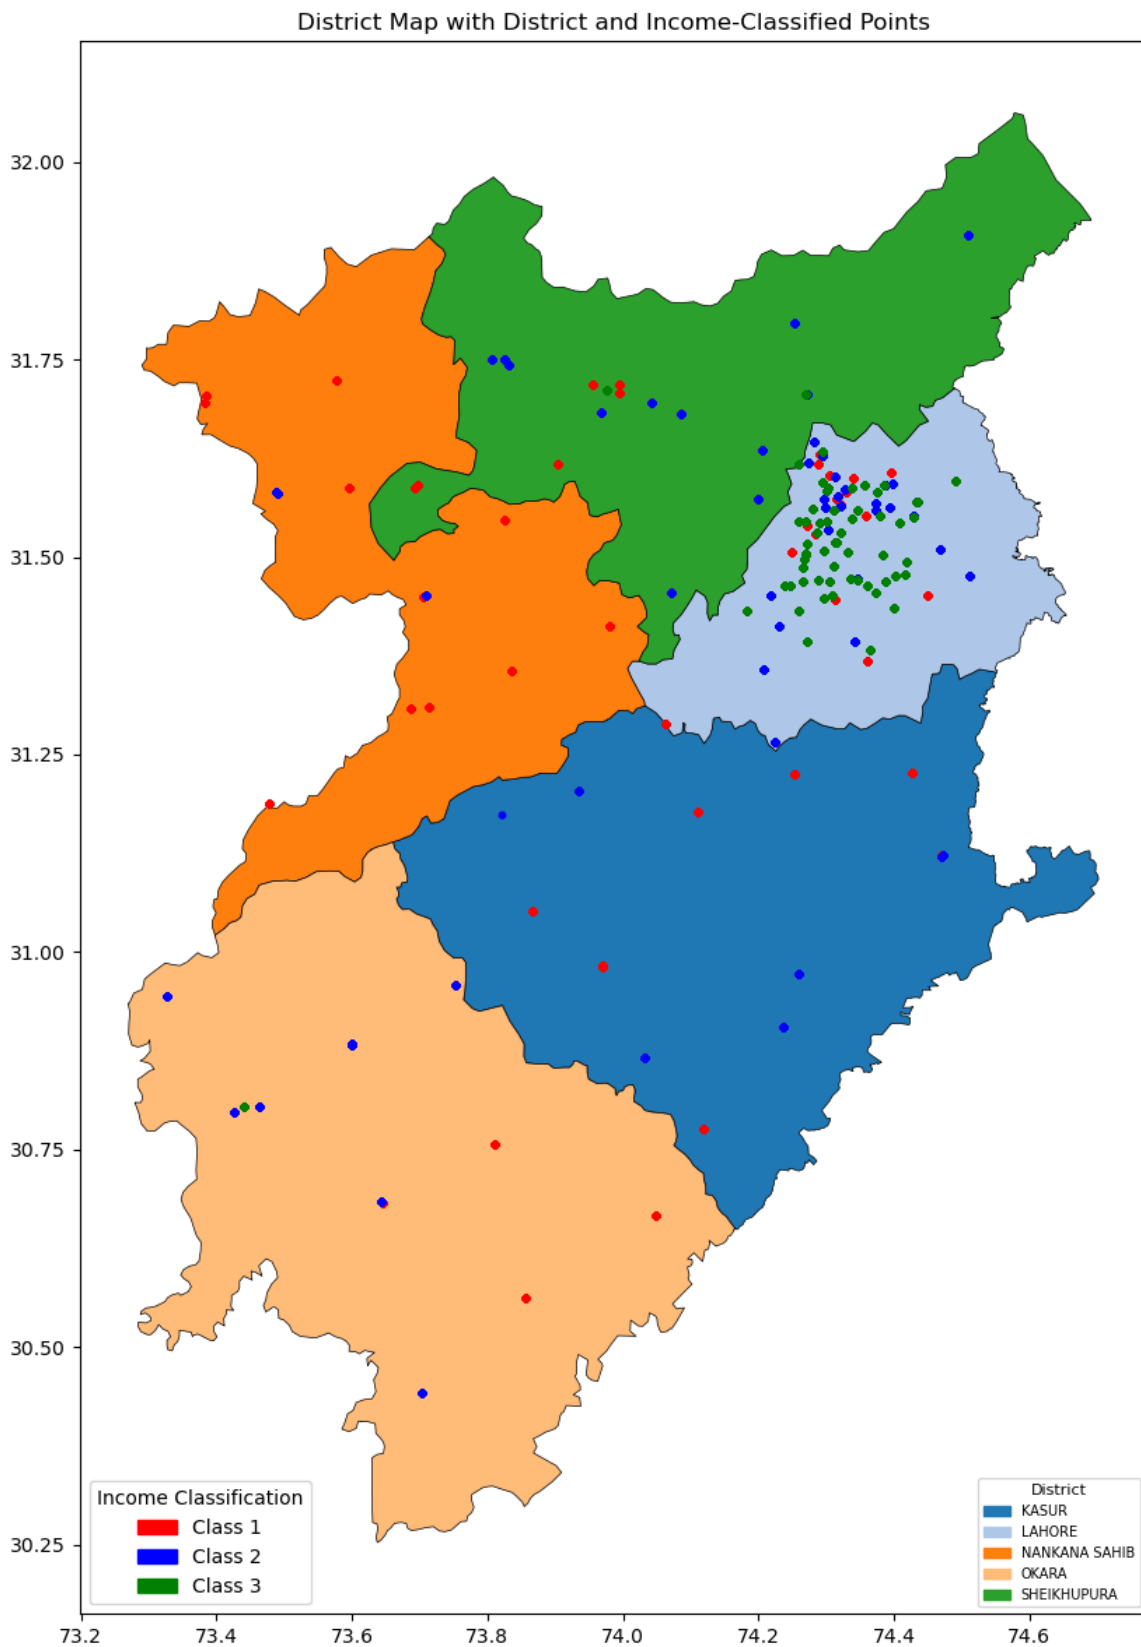 District Map with District and Income-Classified Points
32.00
31.75
31.50
31.25
31.00
30.75
30.50
30.25
73.2 73.4 73.6 73.8 74.0 74.2 74.4 74.6
Income Classification
Class 1
Class 2
Class 3
District
KASUR
LAHORE
NANKANA SAHIB
OKARA
SHEIKHUPURA